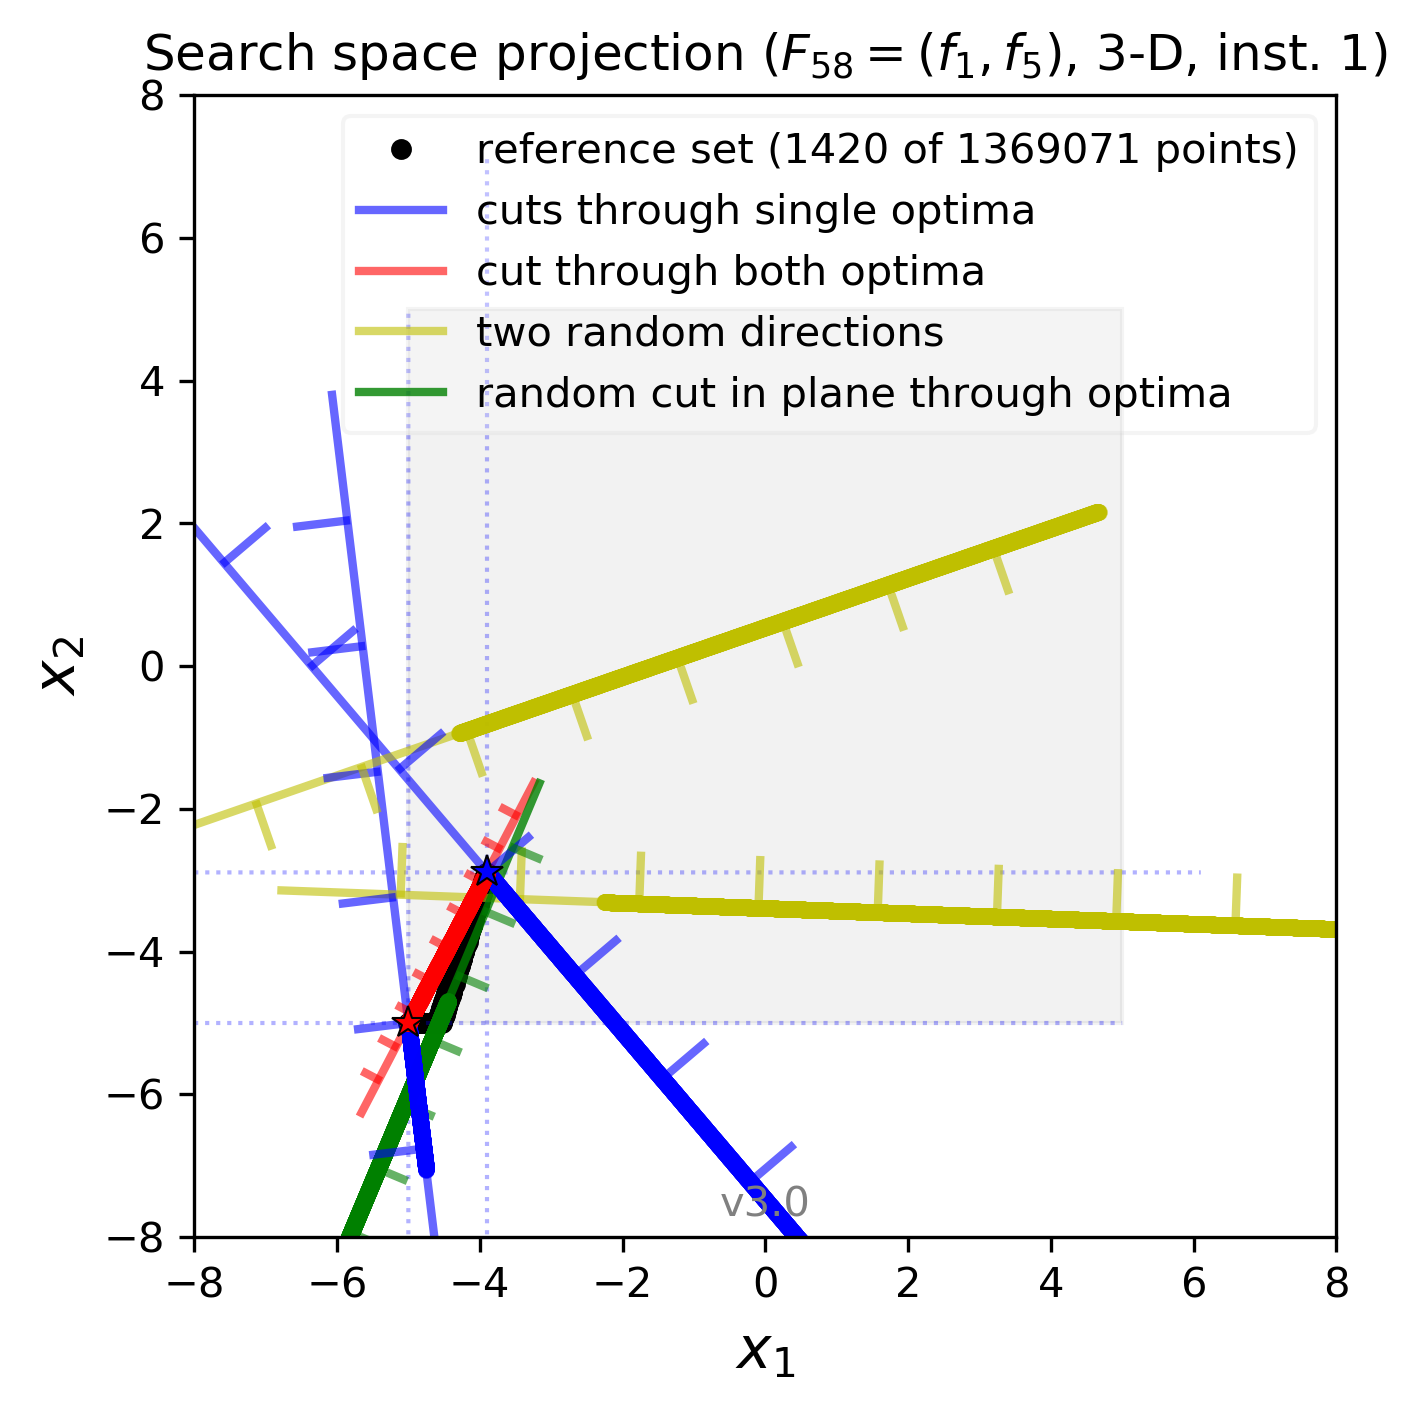 Search space projection (F₅₈ = (f₁, f₅), 3-D, inst. 1)
reference set (1420 of 1369071 points)
cuts through single optima
cut through both optima
two random directions
random cut in plane through optima
8
6
4
2
0
−2
−4
−6
−8
x₂
v3.0
−8 −6 −4 −2 0 2 4 6 8
x₁